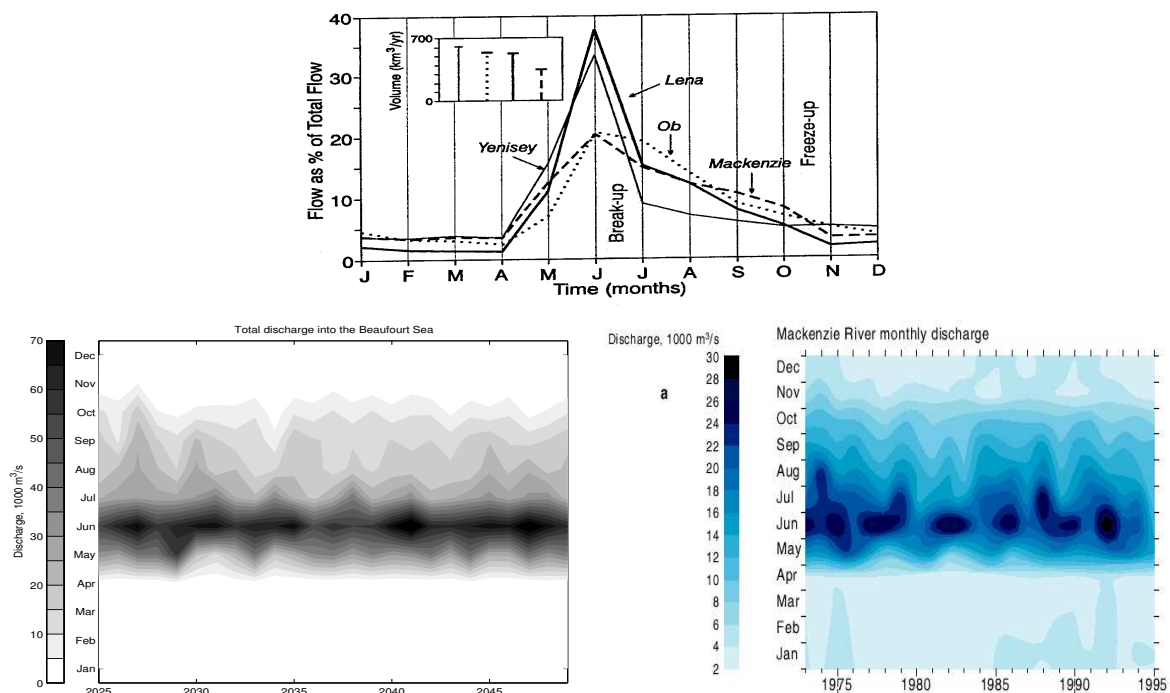 40
30
20
10
0
Flow as % of Total Flow
700
0
Volume (km³/yr)
Lena
Ob
Yenisey
Mackenzie
Break-up
Freeze-up
J F M A M J J A S O N D
Time (months)
Total discharge into the Beaufourt Sea
70
60
50
40
30
20
10
0
Discharge, 1000 m³/s
Dec
Nov
Oct
Sep
Aug
Jul
Jun
May
Apr
Mar
Feb
Jan
2025 2030 2035 2040 2045
Discharge, 1000 m³/s
a
30
28
26
24
22
20
18
16
14
12
10
8
6
4
2
Mackenzie River monthly discharge
Dec
Nov
Oct
Sep
Aug
Jul
Jun
May
Apr
Mar
Feb
Jan
1975 1980 1985 1990 1995